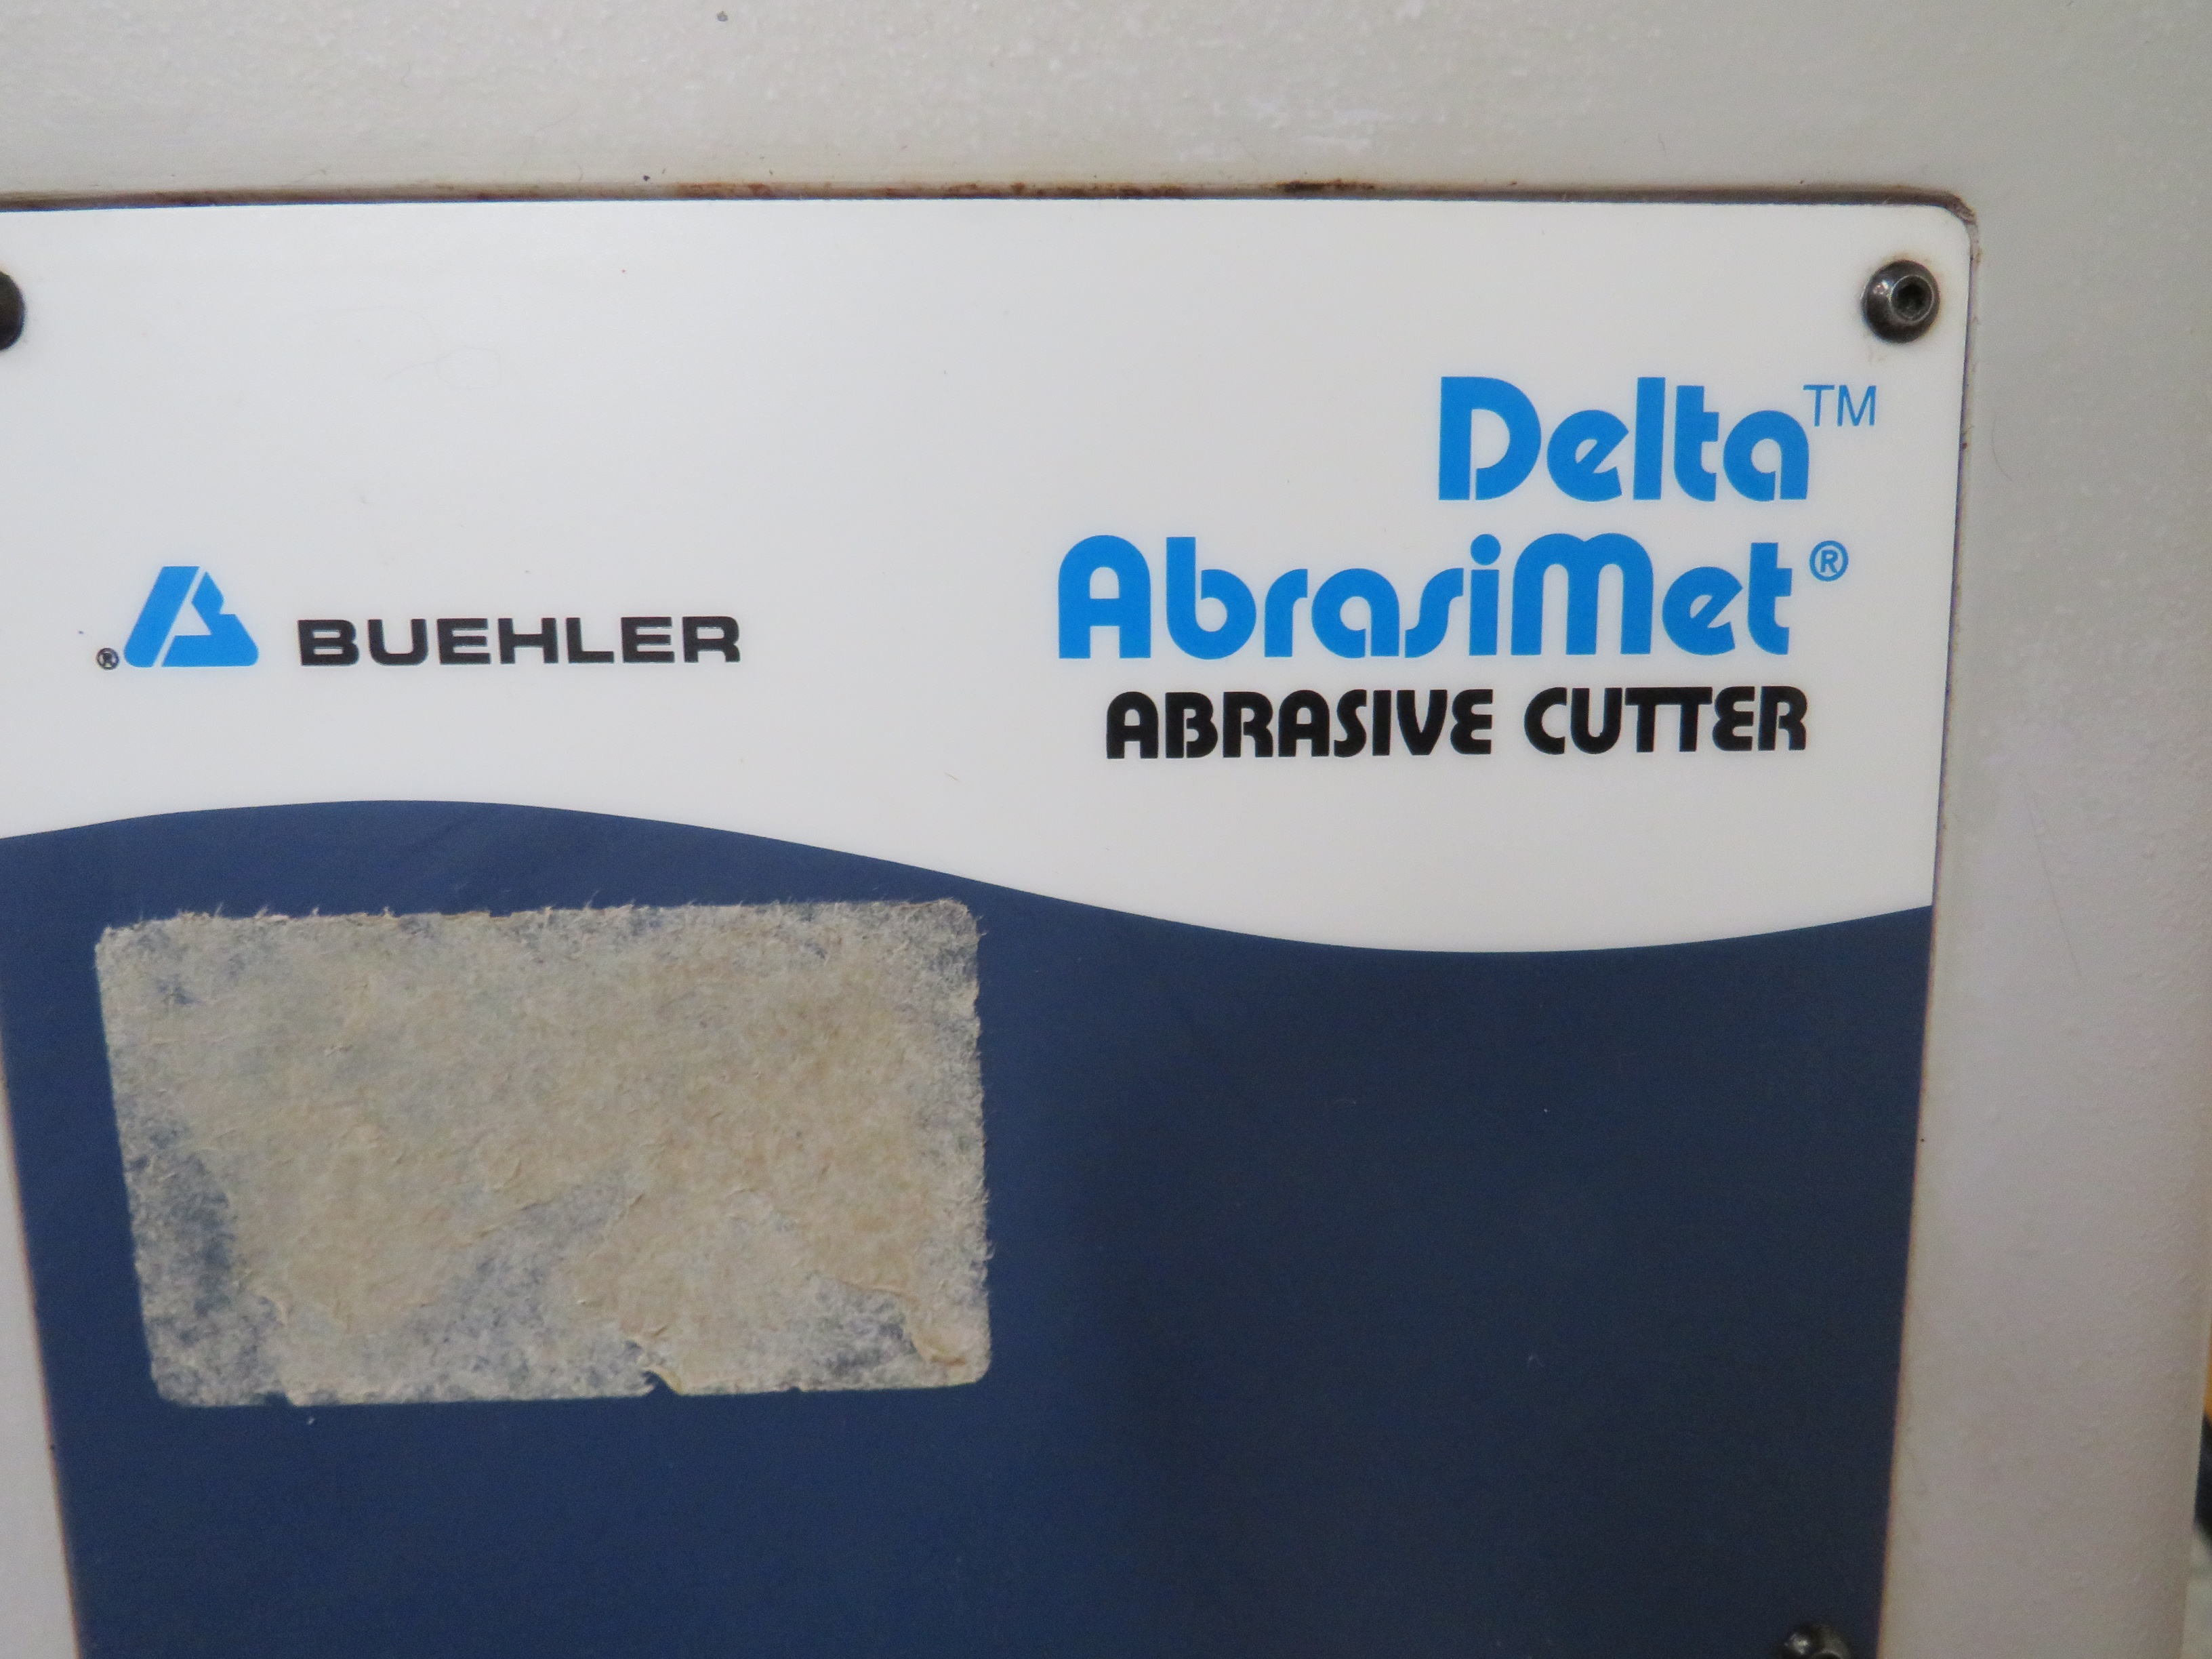 ® BUEHLER
Delta™
AbrasiMet®
ABRASIVE CUTTER